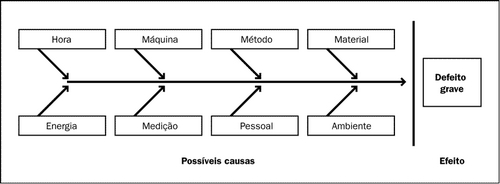 Hora
Máquina
Método
Material
Defeito
grave
Energia
Medição
Pessoal
Ambiente
Possíveis causas
Efeito